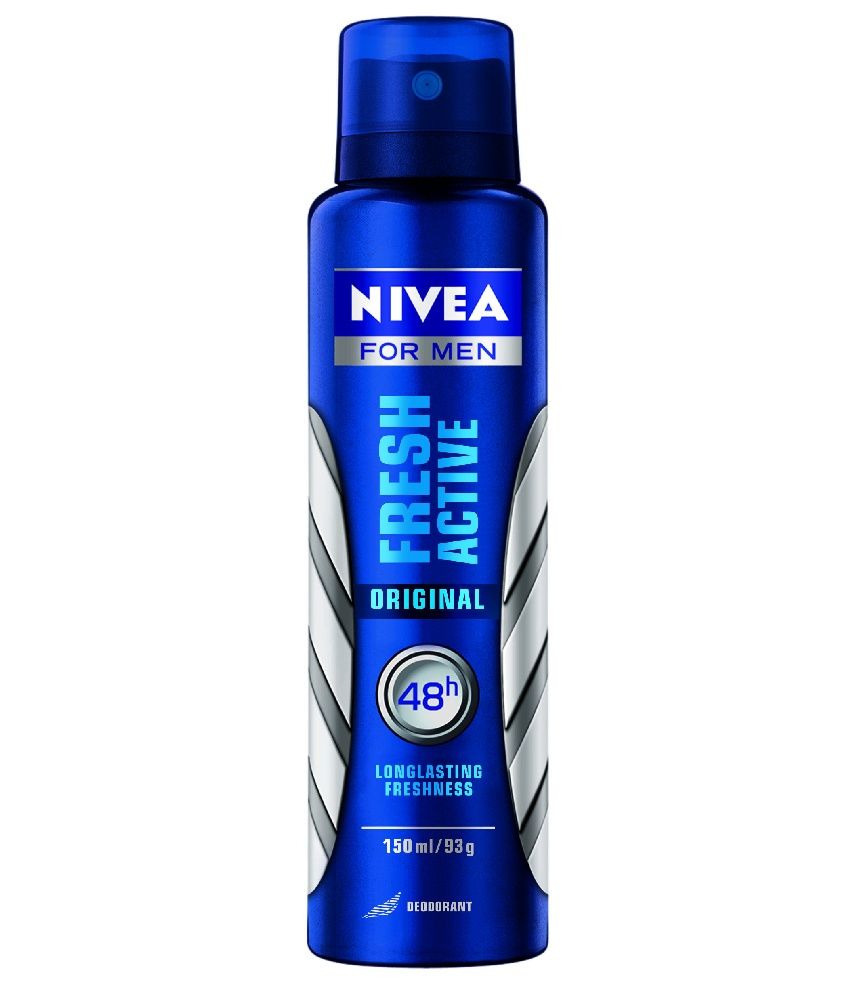 NIVEA
FOR MEN
FRESH
ACTIVE
ORIGINAL
48h
LONGLASTING
FRESHNESS
150ml/93g
DEODORANT